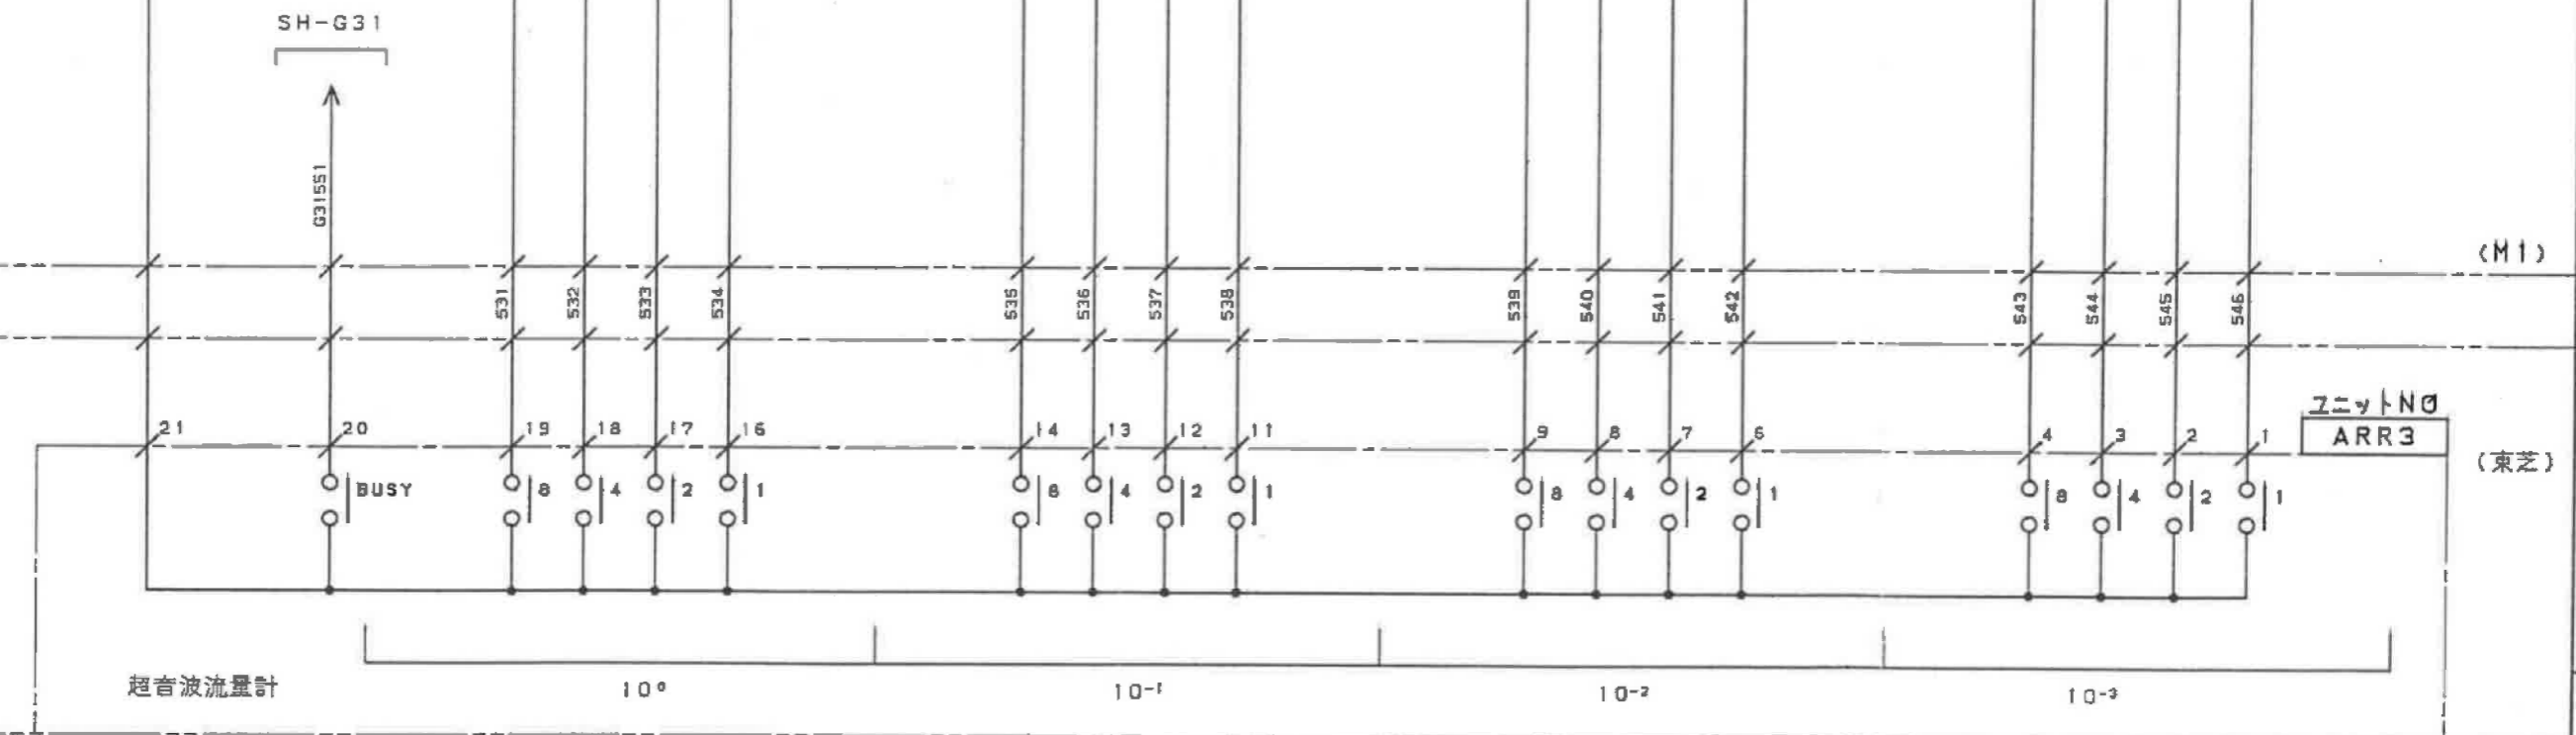 SH-G31
G31551
(M1)
531 532 533 534 535 536 537 538 539 540 541 542 543 544 545 546
ユニットNO
ARR3
(東芝)
21 20 19 18 17 16 14 13 12 11 9 8 7 6 4 3 2 1
BUSY 8 4 2 1 8 4 2 1 8 4 2 1 8 4 2 1
超音波流量計 10⁰ 10⁻¹ 10⁻² 10⁻³